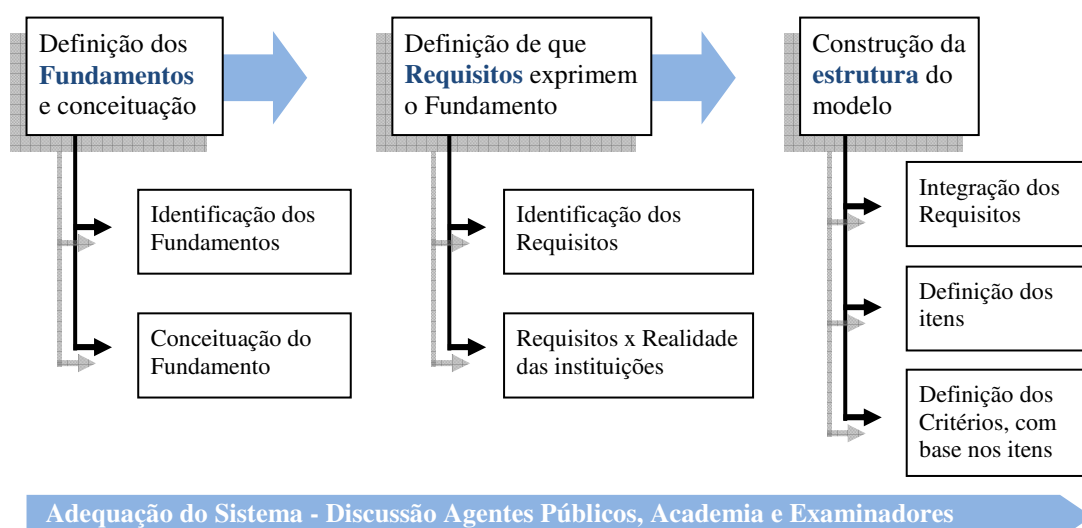 Definição dos
Fundamentos
e conceituação
Identificação dos
Fundamentos
Conceituação do
Fundamento
Definição de que
Requisitos exprimem
o Fundamento
Identificação dos
Requisitos
Requisitos x Realidade
das instituições
Construção da
estrutura do
modelo
Integração dos
Requisitos
Definição dos
itens
Definição dos
Critérios, com
base nos itens
Adequação do Sistema - Discussão Agentes Públicos, Academia e Examinadores